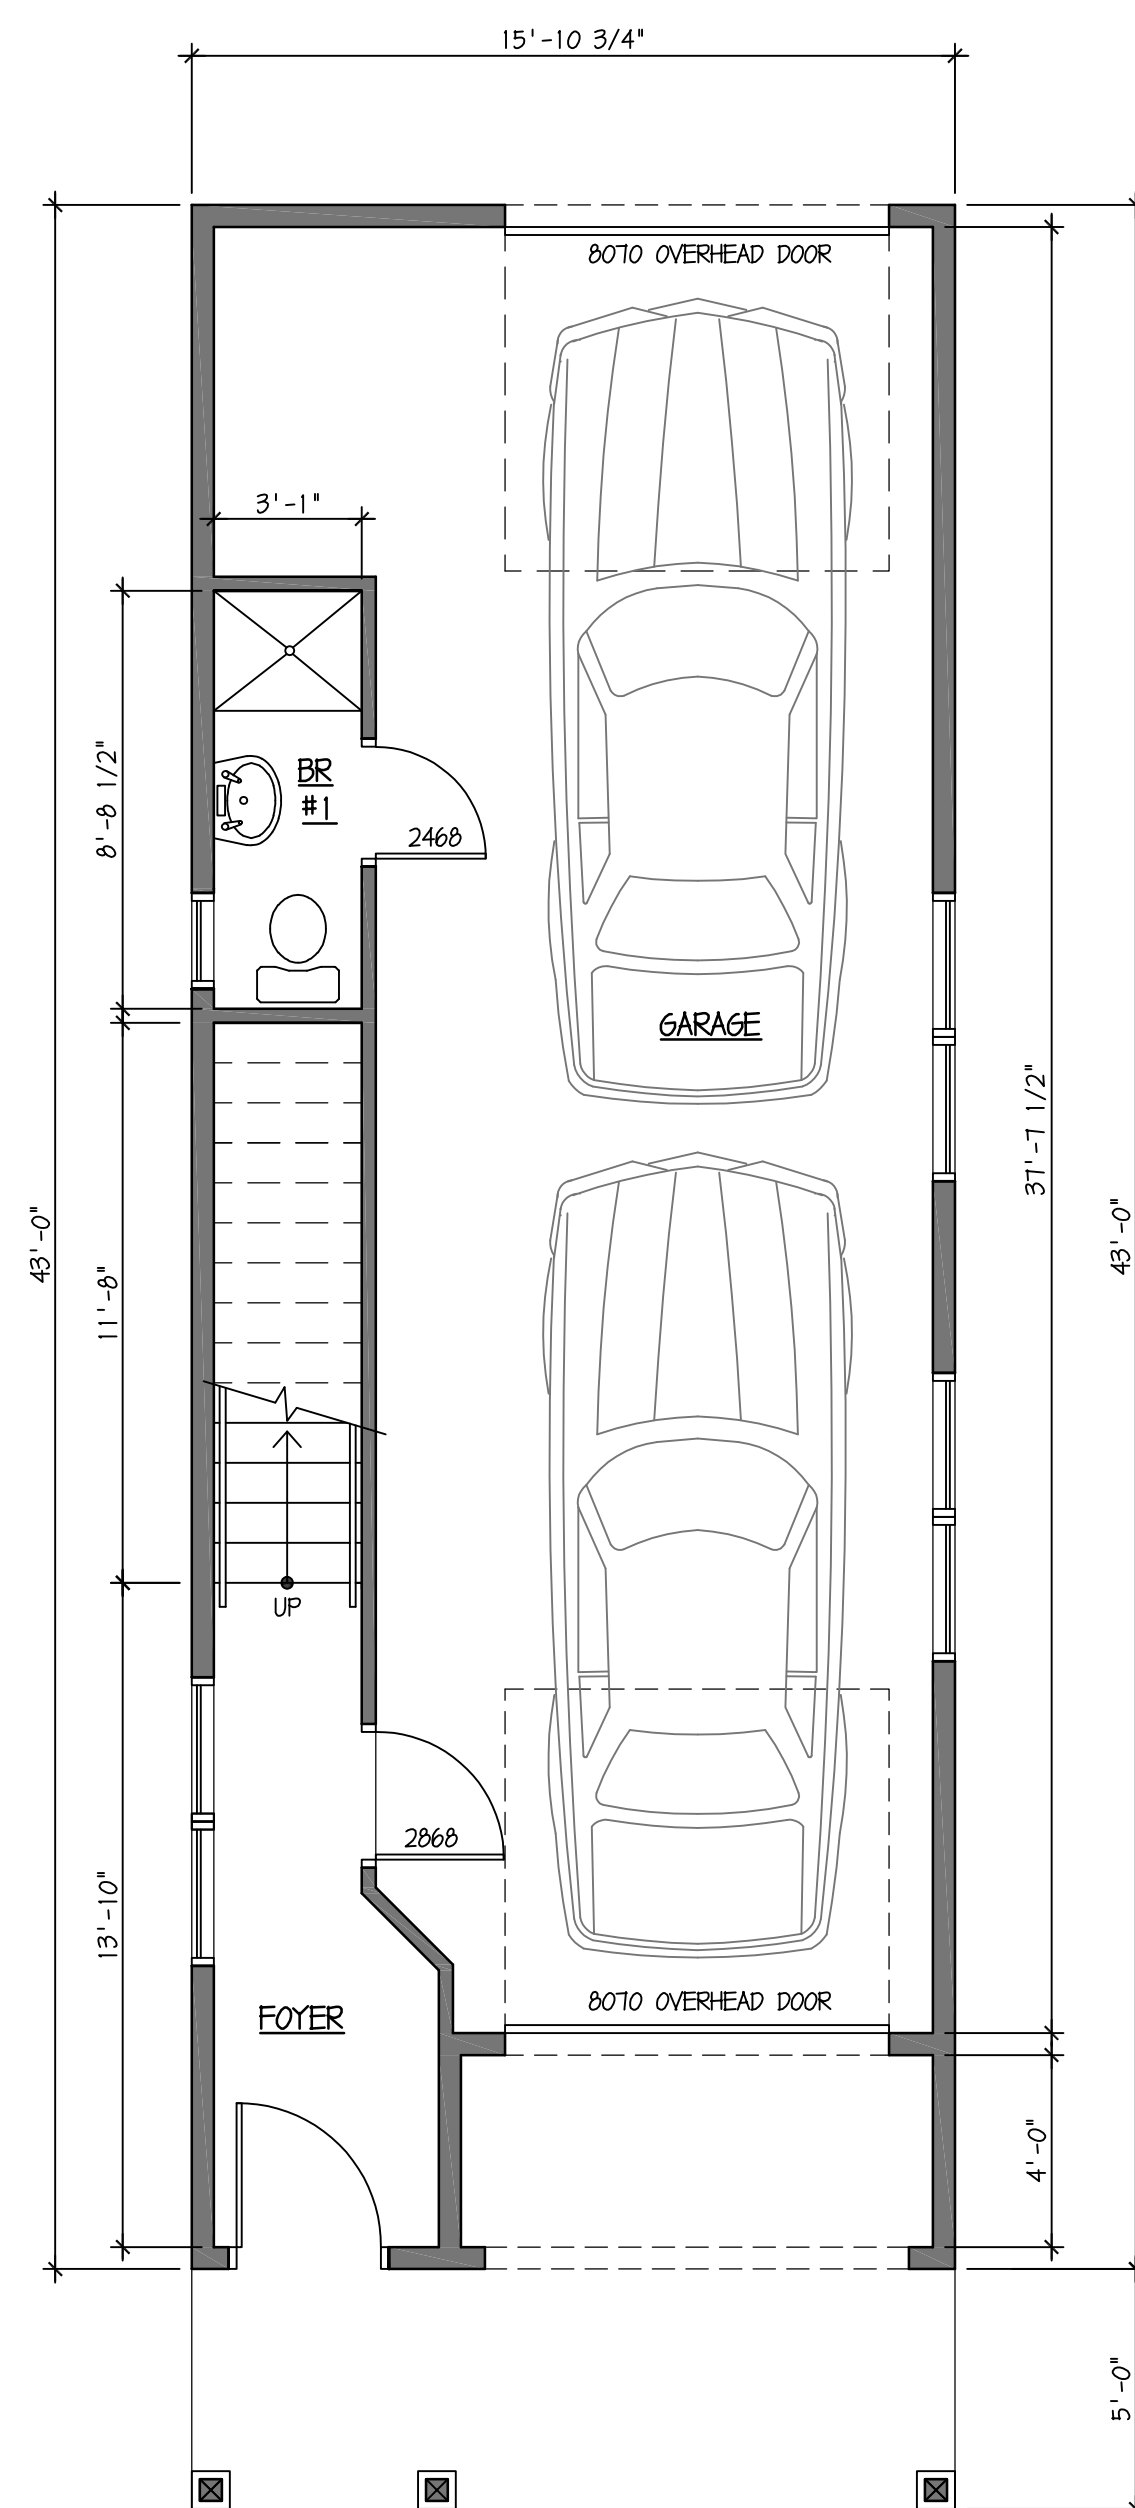 15'-10 3/4"
8070 OVERHEAD DOOR
3'-1"
BR
#1
8'-8 1/2"
2468
GARAGE
37'-7 1/2"
43'-0"
43'-0"
11'-8"
UP
2868
13'-10"
8070 OVERHEAD DOOR
FOYER
4'-0"
5'-0"